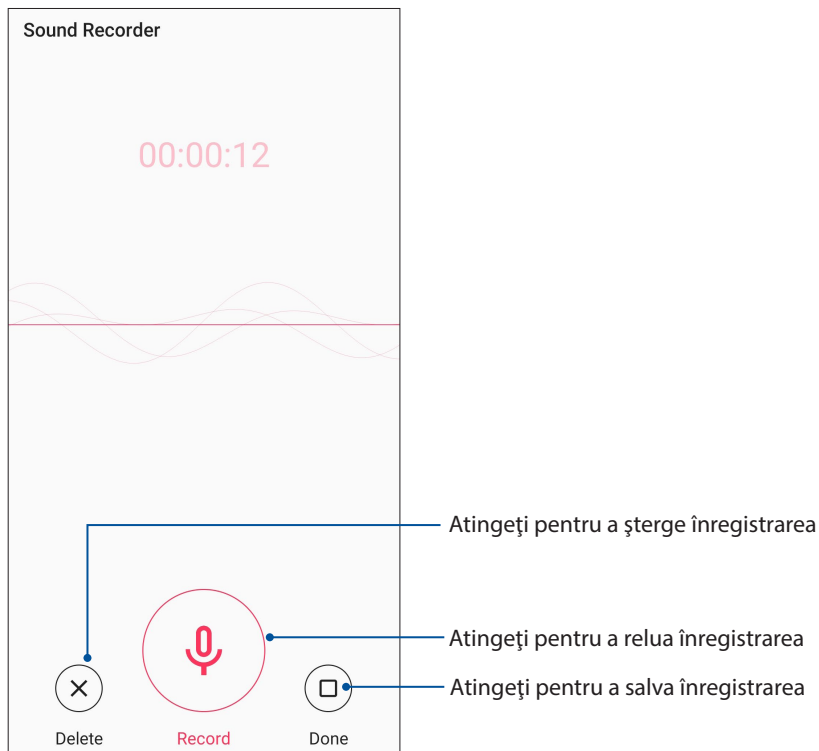 Sound Recorder
00:00:12
Atingeţi pentru a şterge înregistrarea
Atingeţi pentru a relua înregistrarea
Atingeţi pentru a salva înregistrarea
Delete
Record
Done